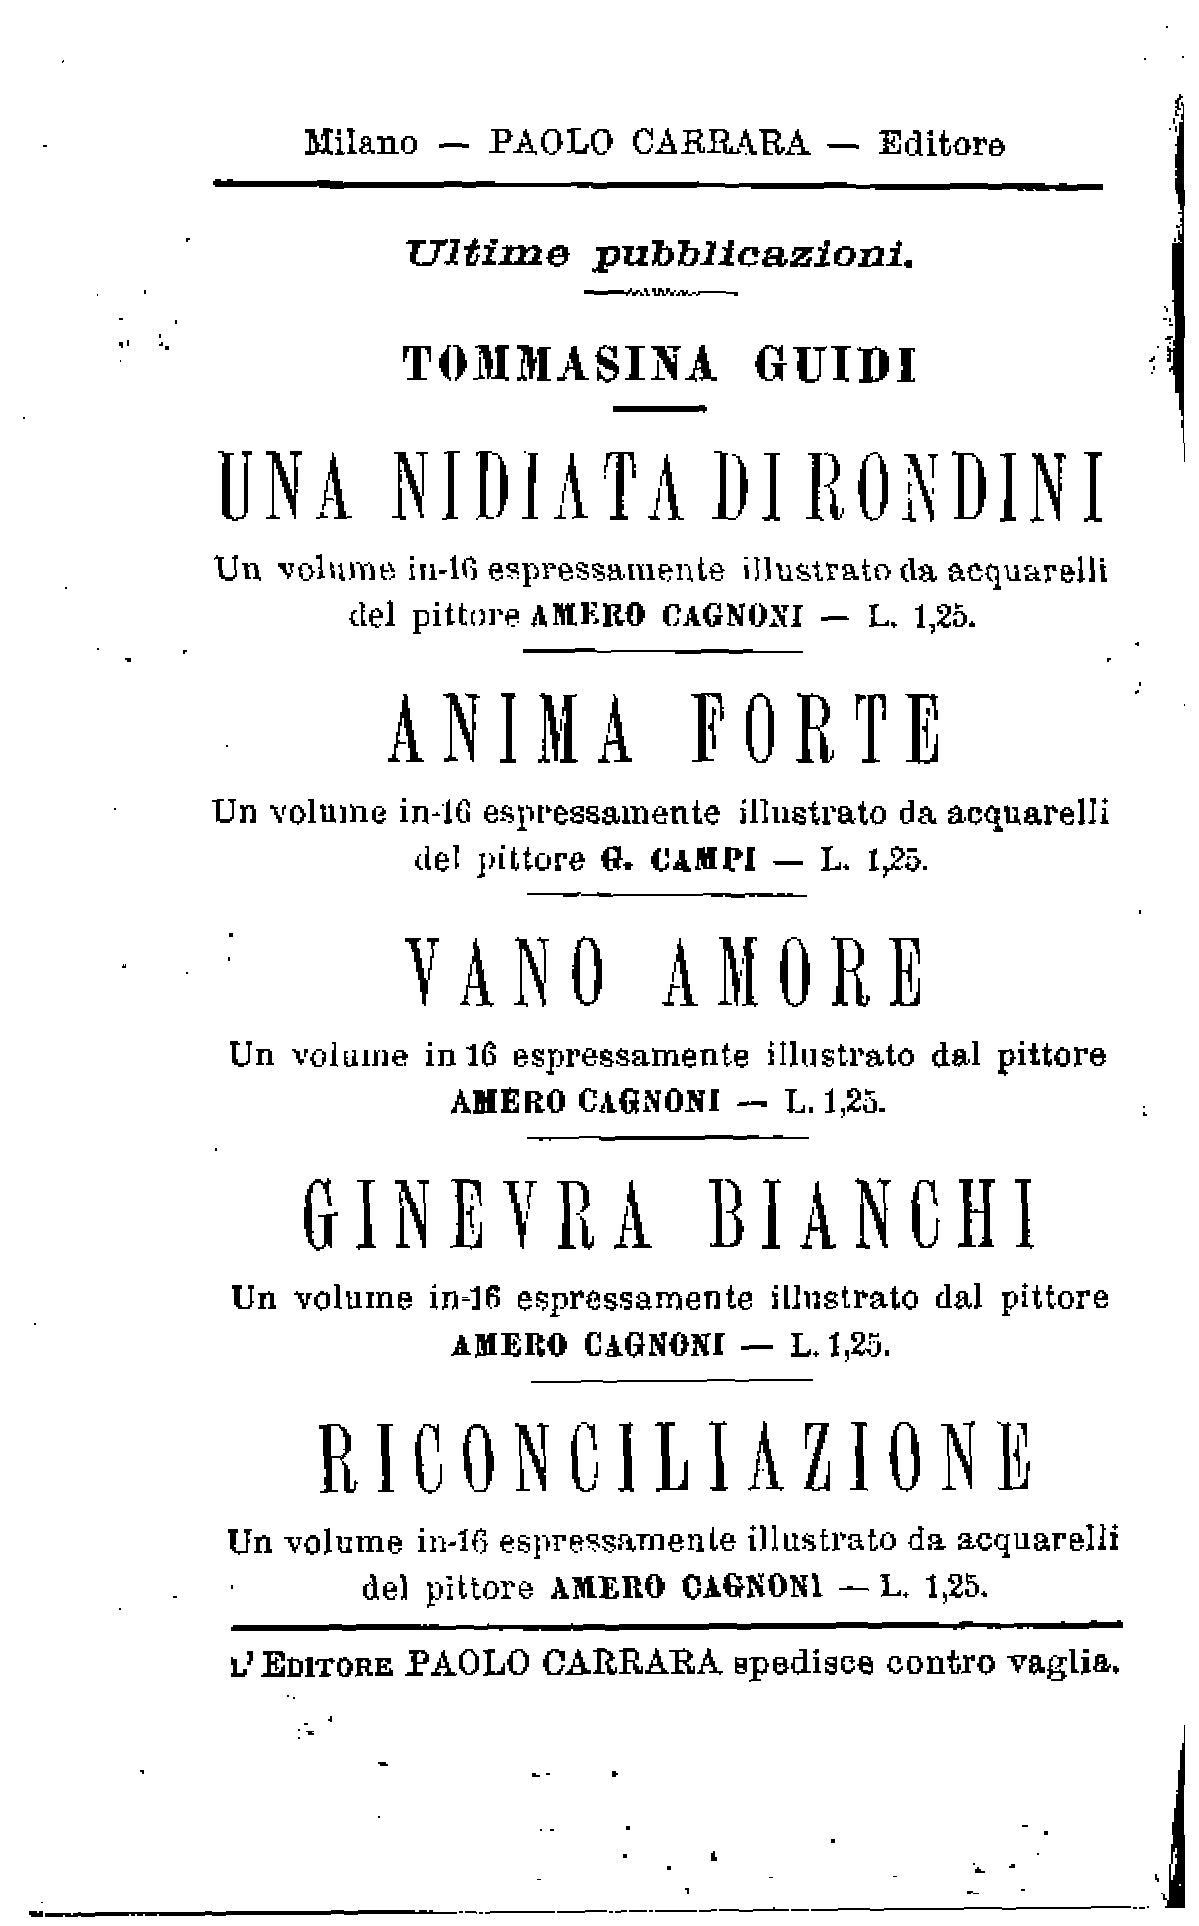 Milano — PAOLO CARRARA — Editore
Ultime pubblicazioni.
TOMMASINA GUIDI
UNA NIDIATA DI RONDINI
Un volume in-16 espressamente illustrato da acquarelli
del pittore AMERO CAGNONI — L. 1,25.
ANIMA FORTE
Un volume in-16 espressamente illustrato da acquarelli
del pittore G. CAMPI — L. 1,25.
VANO AMORE
Un volume in 16 espressamente illustrato dal pittore
AMERO CAGNONI — L. 1,25.
GINEVRA BIANCHI
Un volume in-16 espressamente illustrato dal pittore
AMERO CAGNONI — L. 1,25.
RICONCILIAZIONE
Un volume in-16 espressamente illustrato da acquarelli
del pittore AMERO CAGNONI — L. 1,25.
L' EDITORE PAOLO CARRARA spedisce contro vaglia.